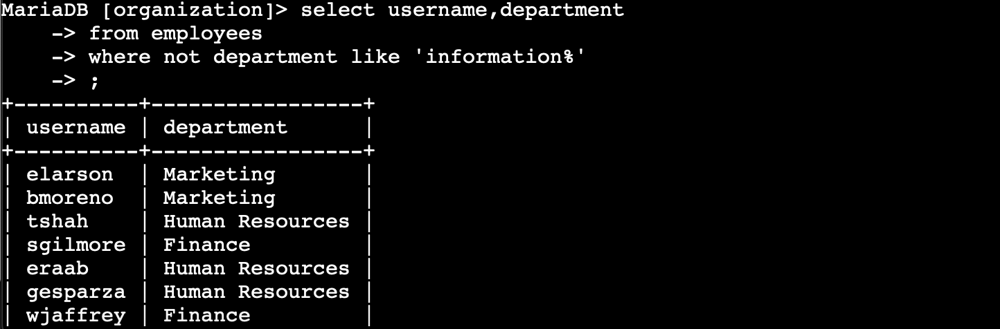 MariaDB [organization]> select username,department
    -> from employees
    -> where not department like 'information%'
    -> ;
+----------+-----------------+
| username | department      |
+----------+-----------------+
| elarson  | Marketing       |
| bmoreno  | Marketing       |
| tshah    | Human Resources |
| sgilmore | Finance         |
| eraab    | Human Resources |
| gesparza | Human Resources |
| wjaffrey | Finance         |